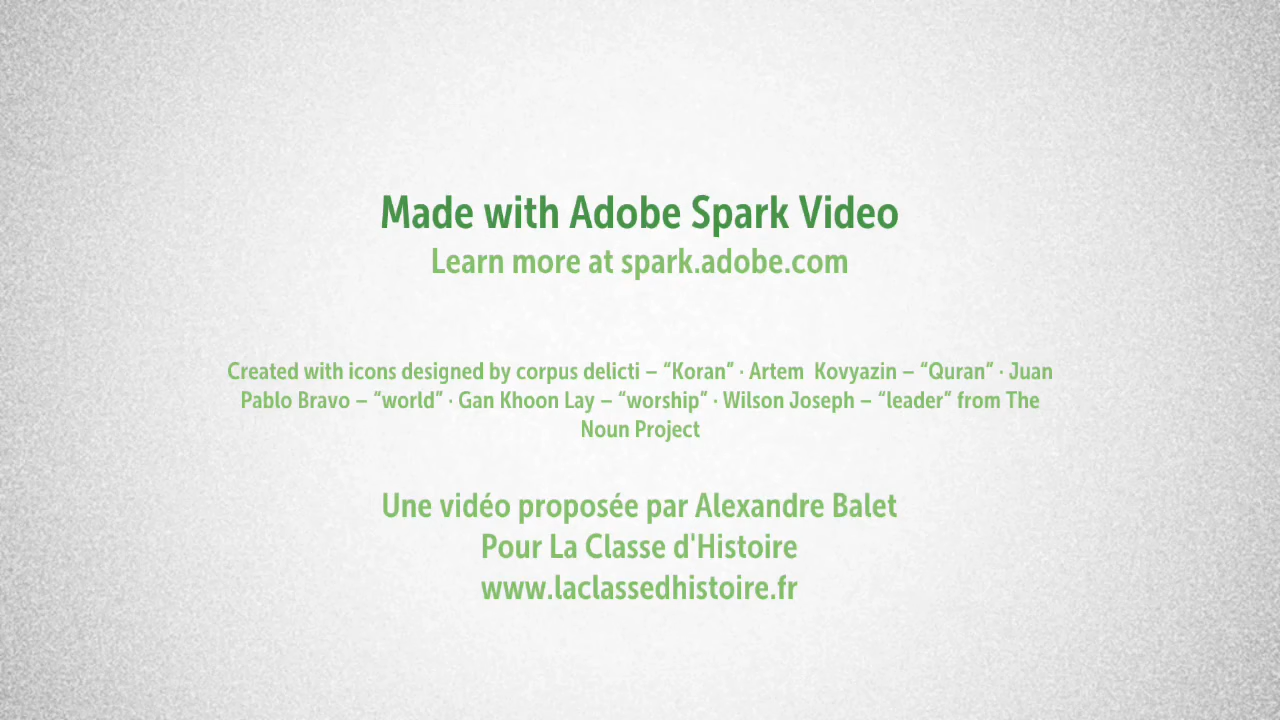 Made with Adobe Spark Video
Learn more at spark.adobe.com
Created with icons designed by corpus delicti – “Koran” · Artem  Kovyazin – “Quran” · Juan
Pablo Bravo – “world” · Gan Khoon Lay – “worship” · Wilson Joseph – “leader” from The
Noun Project
Une vidéo proposée par Alexandre Balet
Pour La Classe d'Histoire
www.laclassedhistoire.fr